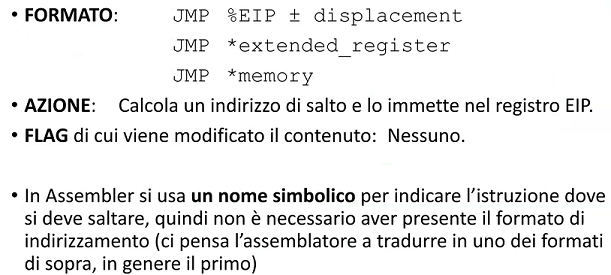 • FORMATO: JMP %EIP ± displacement
JMP *extended_register
JMP *memory
• AZIONE: Calcola un indirizzo di salto e lo immette nel registro EIP.
• FLAG di cui viene modificato il contenuto: Nessuno.
• In Assembler si usa un nome simbolico per indicare l'istruzione dove
si deve saltare, quindi non è necessario aver presente il formato di
indirizzamento (ci pensa l'assemblatore a tradurre in uno dei formati
di sopra, in genere il primo)